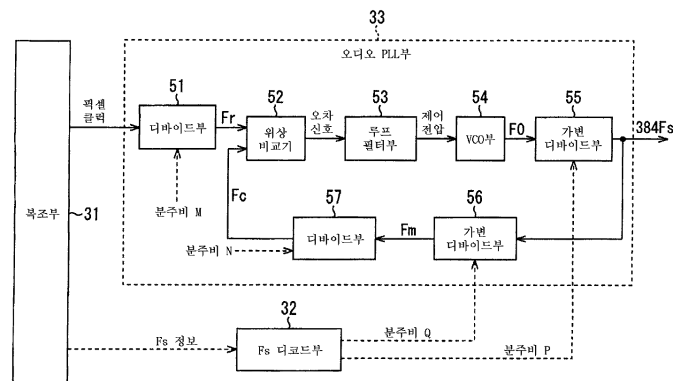 33
오디오 PLL부
픽셀
클럭
51
디바이드부
Fr
52
위상
비교기
오차
신호
53
루프
필터부
제어
전압
54
VCO부
FO
55
가변
디바이드부
384Fs
분주비 M
Fc
57
디바이드부
Fm
56
가변
디바이드부
분주비 N
복조부
31
Fs 정보
32
Fs 디코드부
분주비 Q
분주비 P